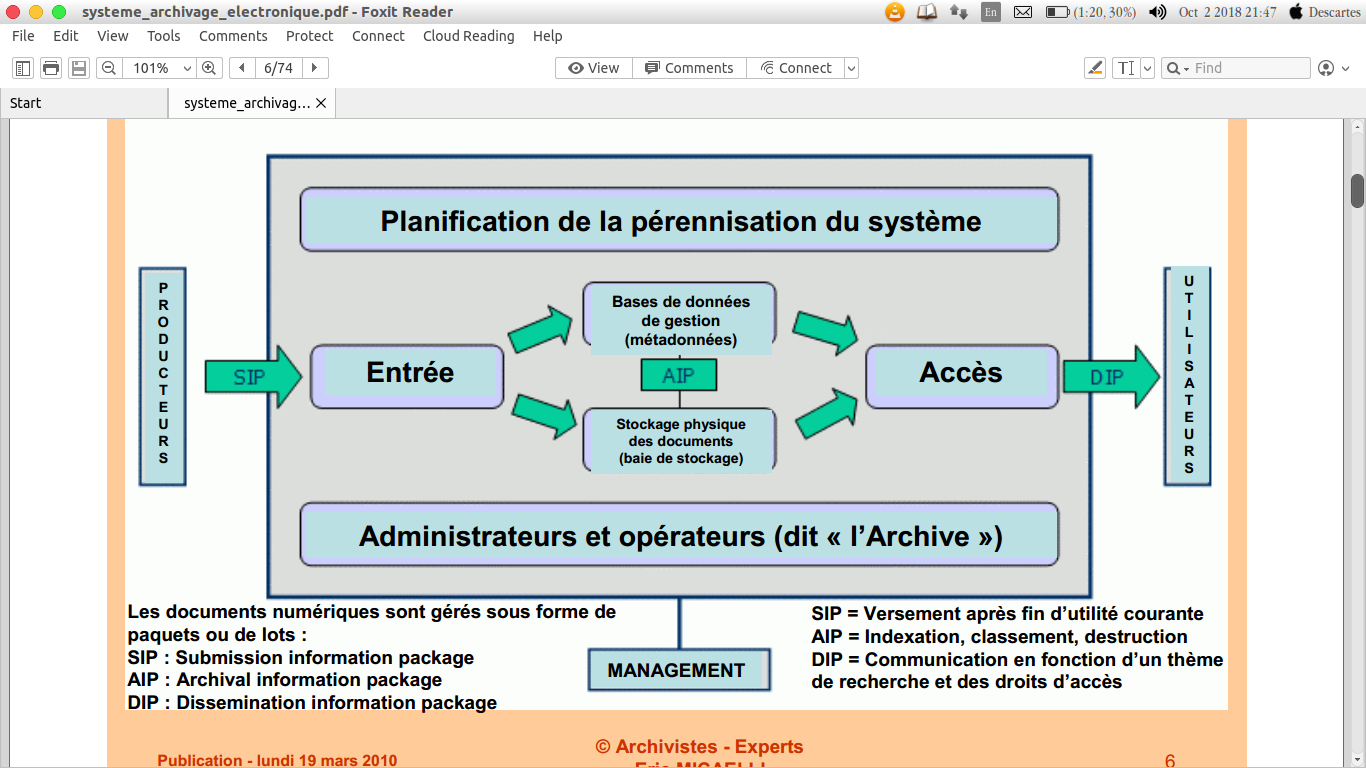 systeme_archivage_electronique.pdf - Foxit Reader
En
(1:20, 30%)
Oct 2 2018 21:47
Descartes
File Edit View Tools Comments Protect Connect Cloud Reading Help
101%
6/74
View
Comments
Connect
Find
Start
systeme_archivag...
Planification de la pérennisation du système
PRODUCTEURS
SIP
Entrée
Bases de données
de gestion
(métadonnées)
AIP
Stockage physique
des documents
(baie de stockage)
Accès
DIP
UTILISATEURS
Administrateurs et opérateurs (dit « l’Archive »)
MANAGEMENT
Les documents numériques sont gérés sous forme de
paquets ou de lots :
SIP : Submission information package
AIP : Archival information package
DIP : Dissemination information package
SIP = Versement après fin d’utilité courante
AIP = Indexation, classement, destruction
DIP = Communication en fonction d’un thème
de recherche et des droits d’accès
Publication - lundi 19 mars 2010
© Archivistes - Experts
6